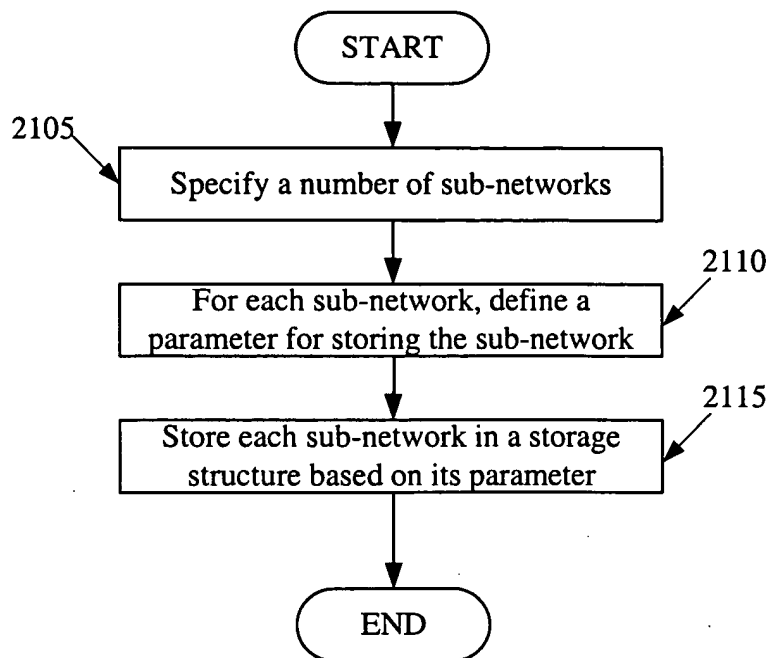 START
2105
Specify a number of sub-networks
2110
For each sub-network, define a
parameter for storing the sub-network
2115
Store each sub-network in a storage
structure based on its parameter
END